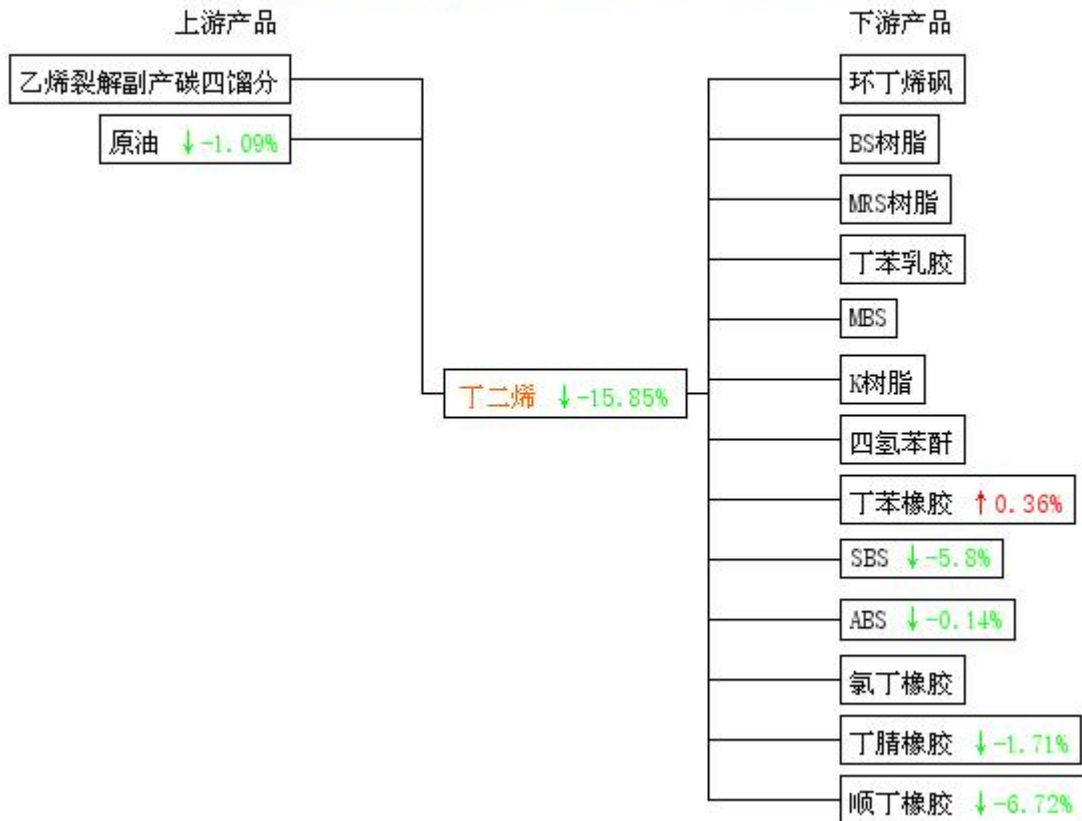 上游产品
下游产品
乙烯裂解副产碳四馏分
原油 ↓-1.09%
丁二烯 ↓-15.85%
环丁烯砜
BS树脂
MRS树脂
丁苯乳胶
MBS
K树脂
四氢苯酐
丁苯橡胶 ↑0.36%
SBS ↓-5.8%
ABS ↓-0.14%
氯丁橡胶
丁腈橡胶 ↓-1.71%
顺丁橡胶 ↓-6.72%